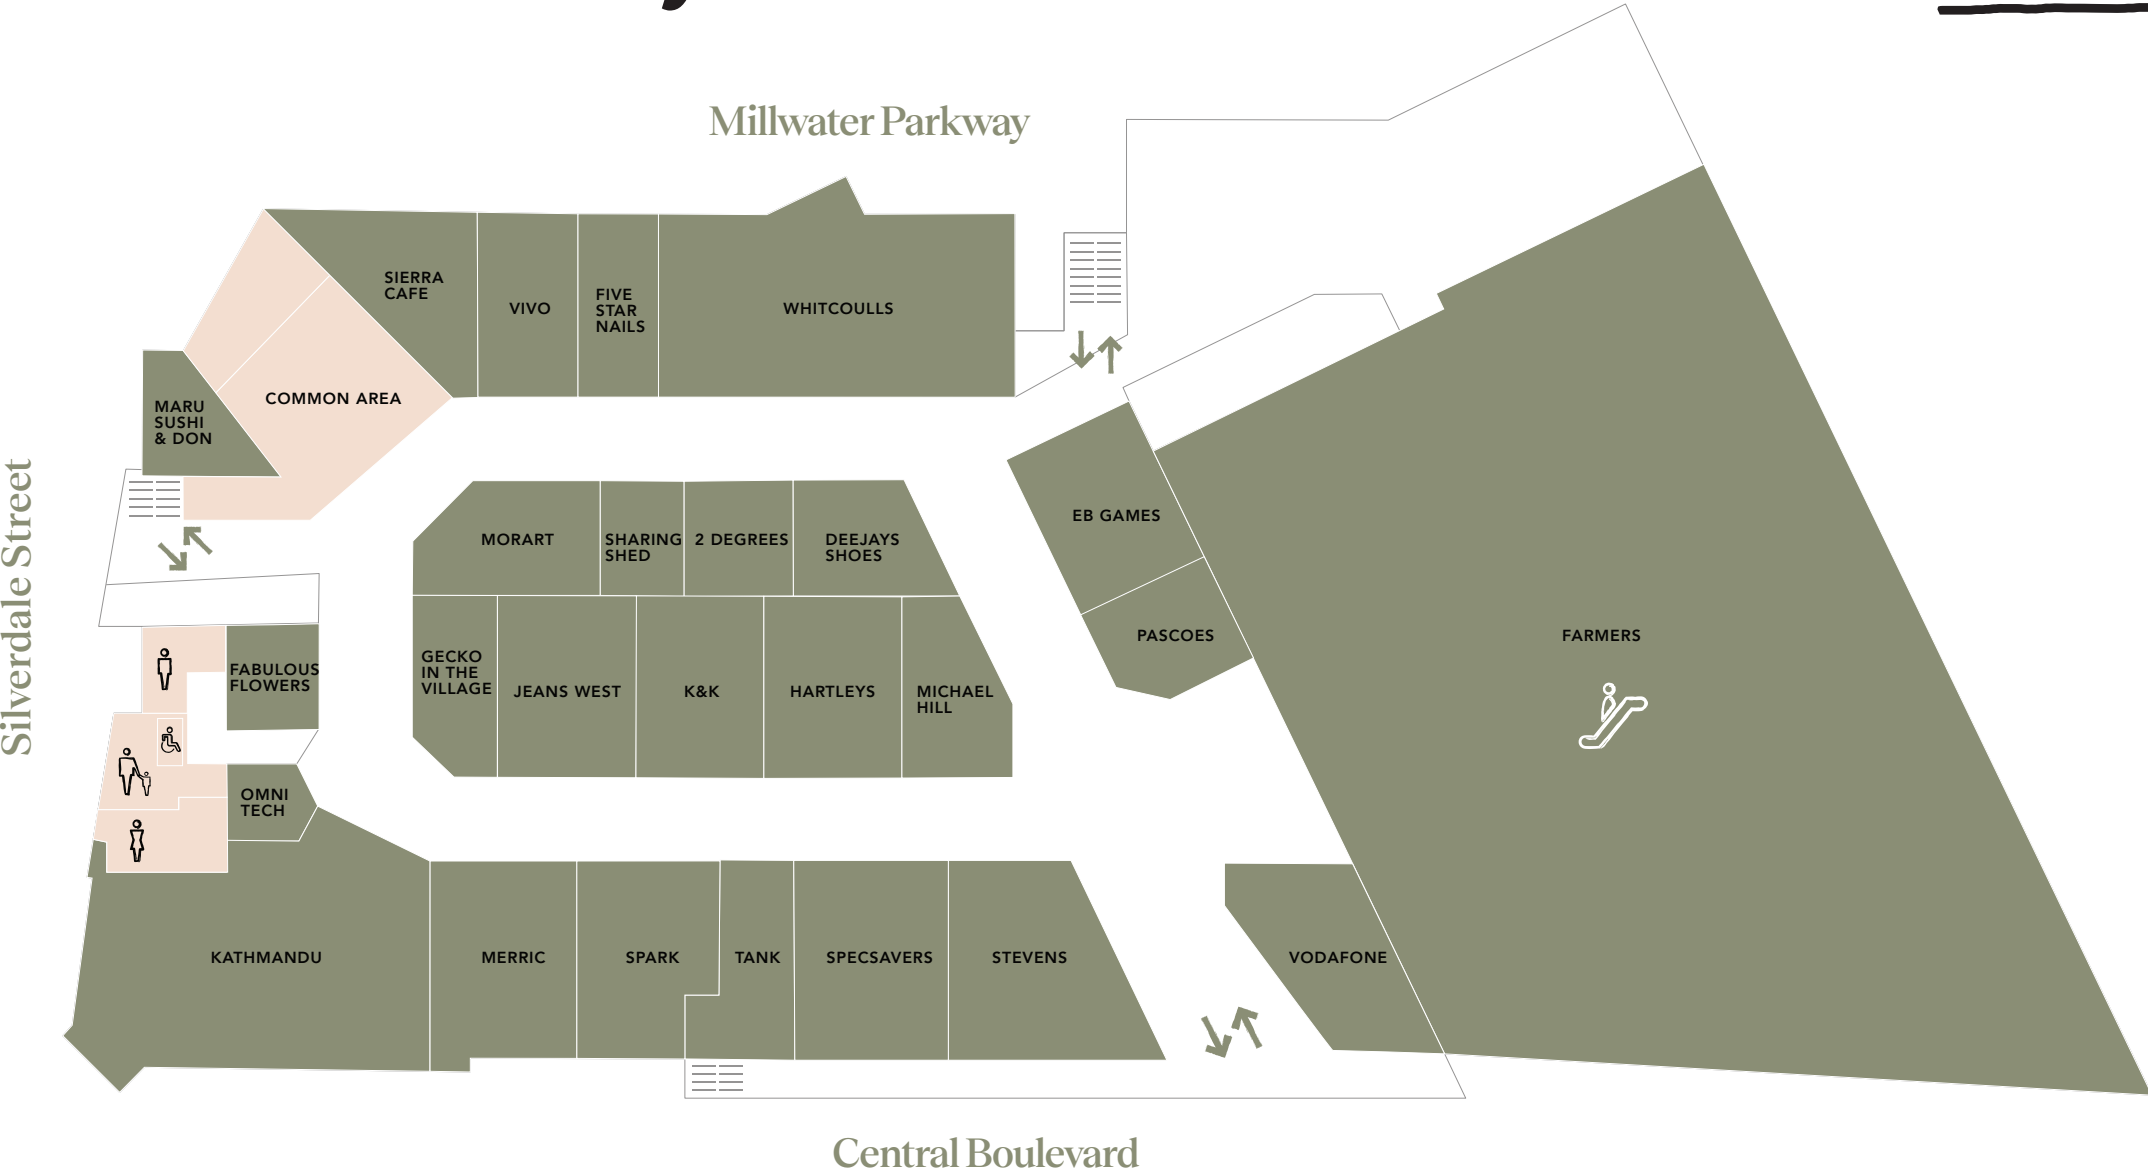 Millwater Parkway
SIERRA
CAFE
VIVO
FIVE
STAR
NAILS
WHITCOULLS
COMMON AREA
MARU
SUSHI
& DON
Silverdale Street
MORART
SHARING
SHED
2 DEGREES
DEEJAYS
SHOES
EB GAMES
PASCOES
FARMERS
FABULOUS
FLOWERS
GECKO
IN THE
VILLAGE
JEANS WEST
K&K
HARTLEYS
MICHAEL
HILL
OMNI
TECH
KATHMANDU
MERRIC
SPARK
TANK
SPECSAVERS
STEVENS
VODAFONE
Central Boulevard